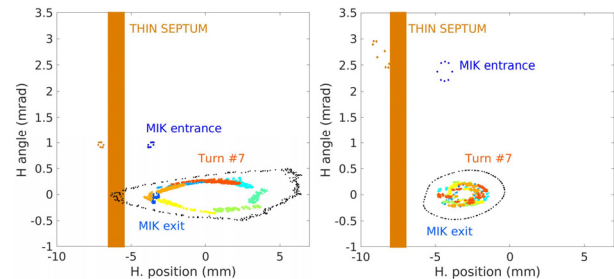 3.5
3
2.5
2
1.5
1
0.5
0
-0.5
-1
H angle (mrad)
THIN SEPTUM
MIK entrance
Turn #7
MIK exit
-10 -5 0 5
H. position (mm)
3.5
3
2.5
2
1.5
1
0.5
0
-0.5
-1
H angle (mrad)
THIN SEPTUM
MIK entrance
Turn #7
MIK exit
-10 -5 0 5
H. position (mm)